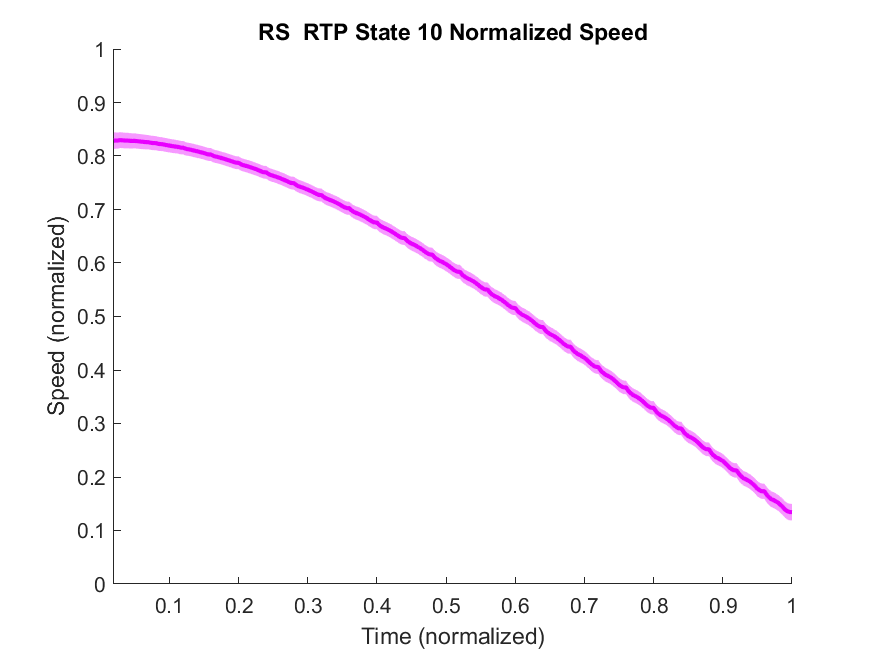 RS  RTP State 10 Normalized Speed
1
0.9
0.8
0.7
0.6
0.5
0.4
0.3
0.2
0.1
0
Speed (normalized)
0.1 0.2 0.3 0.4 0.5 0.6 0.7 0.8 0.9 1
Time (normalized)